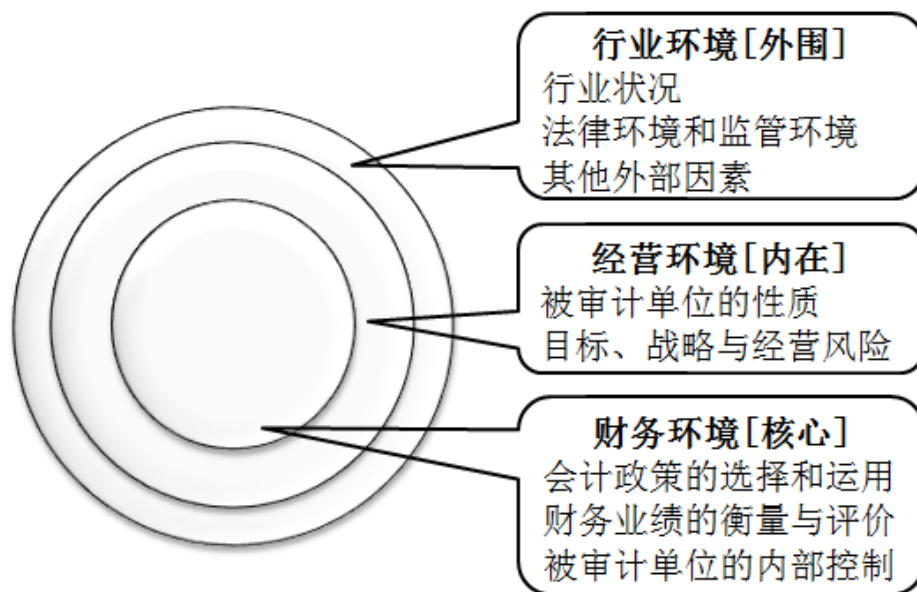 行业环境[外围]
行业状况
法律环境和监管环境
其他外部因素
经营环境[内在]
被审计单位的性质
目标、战略与经营风险
财务环境[核心]
会计政策的选择和运用
财务业绩的衡量与评价
被审计单位的内部控制